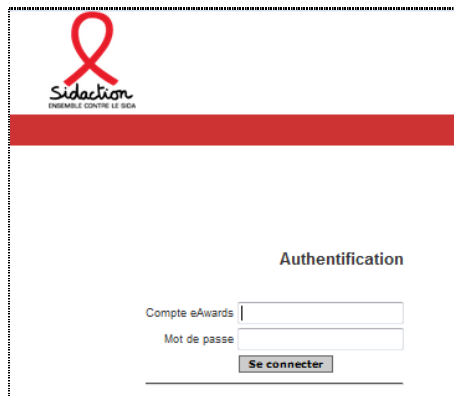 Sidaction
ENSEMBLE CONTRE LE SIDA
Authentification
Compte eAwards
Mot de passe
Se connecter